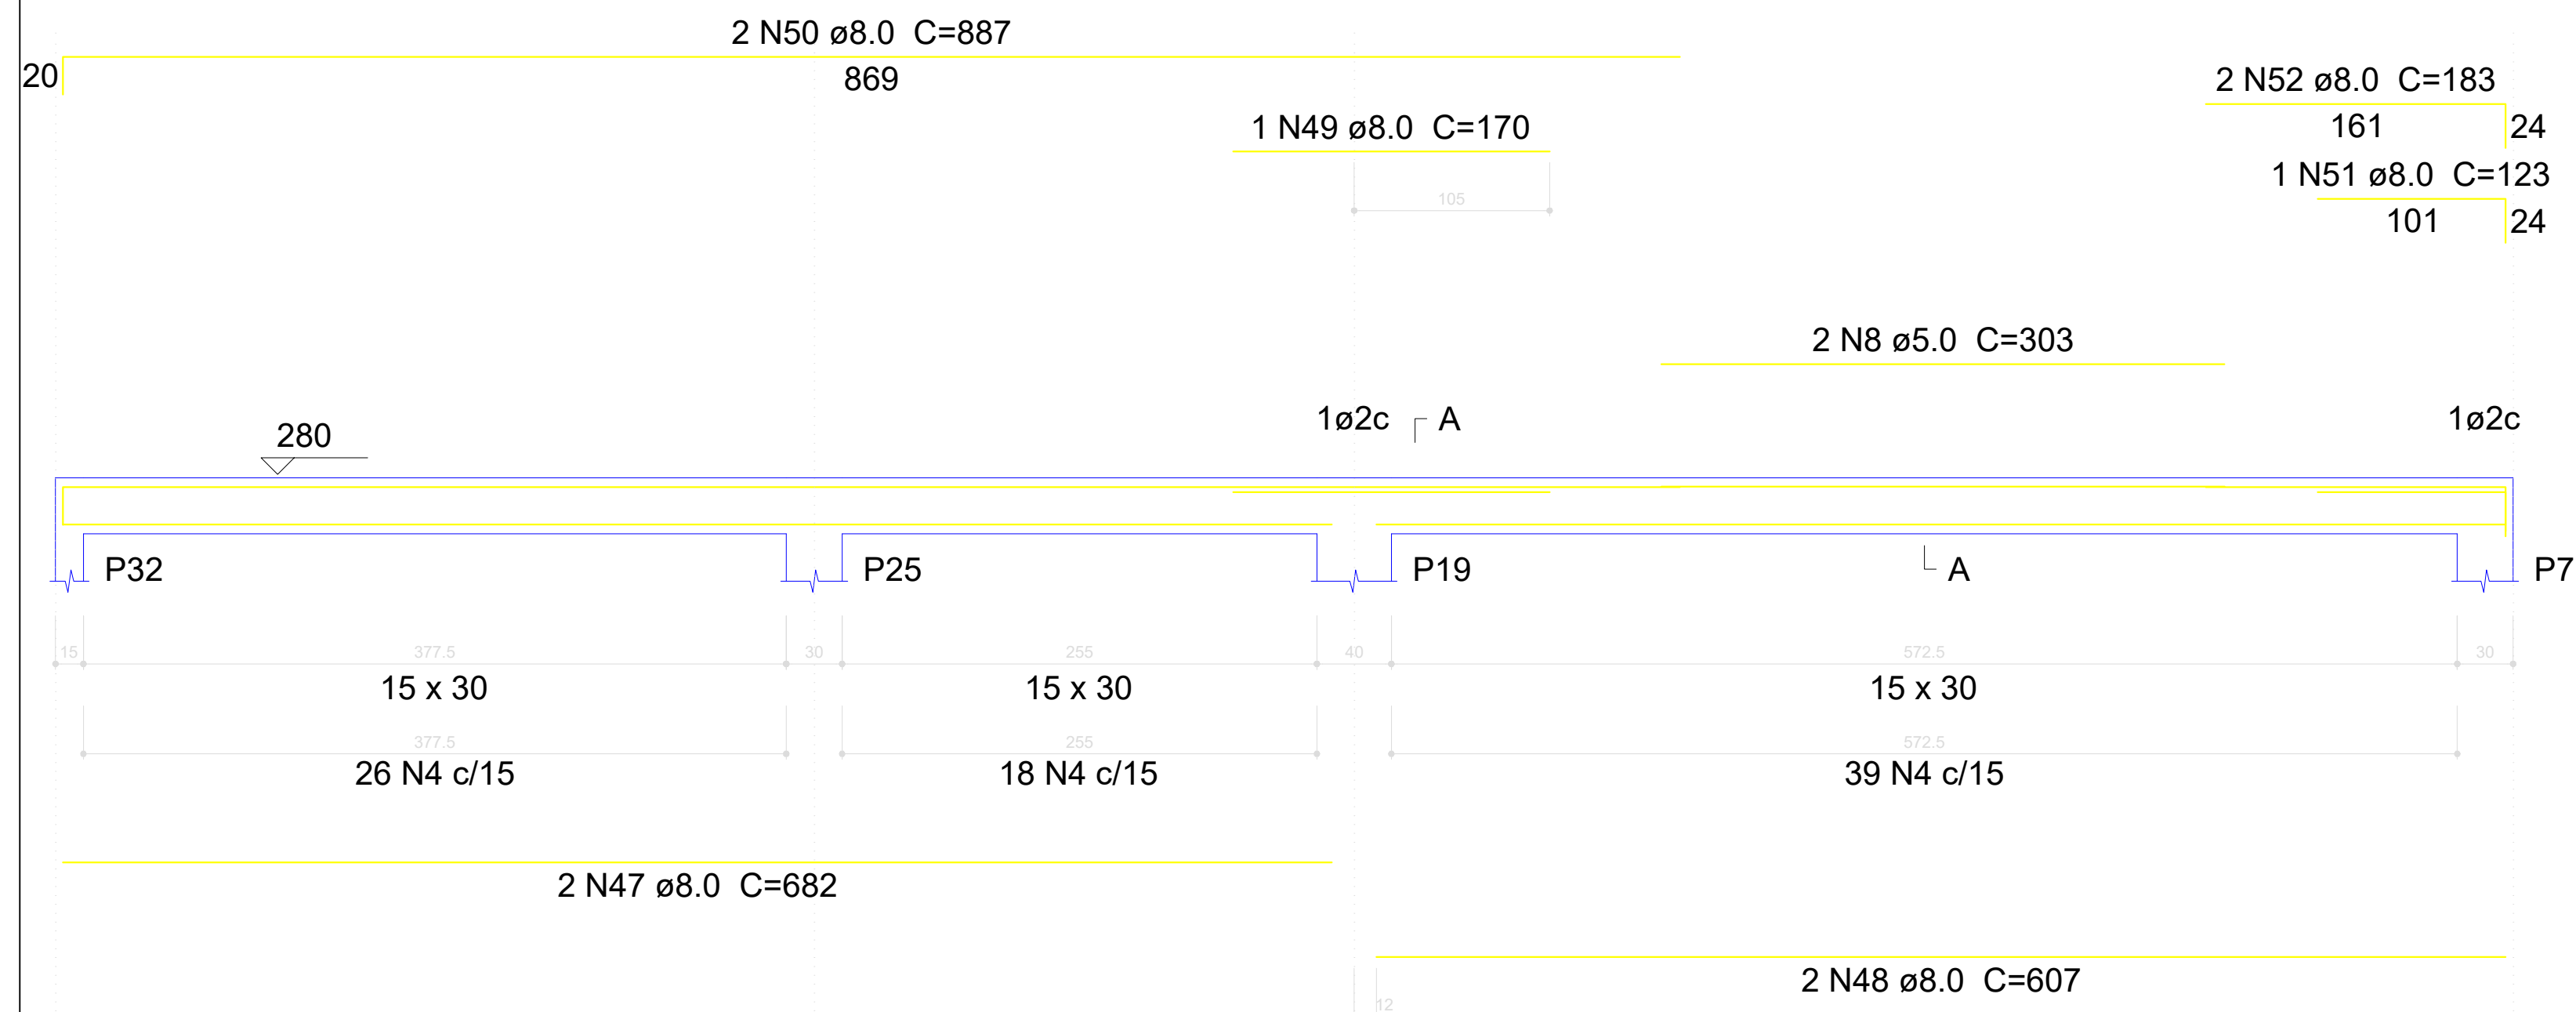 2 N50 ø8.0 C=887
20
869
2 N52 ø8.0 C=183
161
24
1 N49 ø8.0 C=170
1 N51 ø8.0 C=123
105
101
24
2 N8 ø5.0 C=303
1ø2c
A
1ø2c
280
P32
P25
P19
A
P7
15
377.5
30
255
40
572.5
30
15 x 30
15 x 30
15 x 30
377.5
255
572.5
26 N4 c/15
18 N4 c/15
39 N4 c/15
2 N47 ø8.0 C=682
2 N48 ø8.0 C=607
12